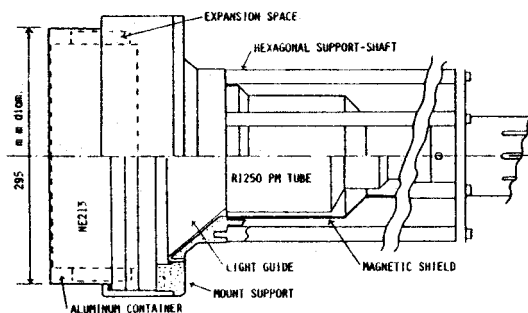 EXPANSION SPACE
HEXAGONAL SUPPORT-SHAFT
295 mm diam.
NE213
R1250 PM TUBE
LIGHT GUIDE
MAGNETIC SHIELD
MOUNT SUPPORT
ALUMINUM CONTAINER